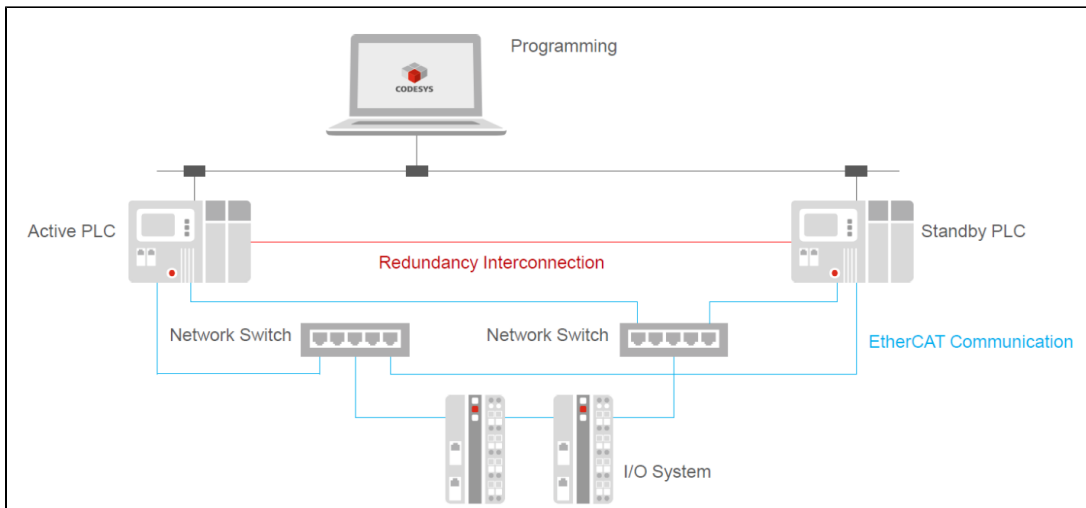 Programming
CODESYS
Active PLC
Standby PLC
Redundancy Interconnection
Network Switch
Network Switch
EtherCAT Communication
I/O System